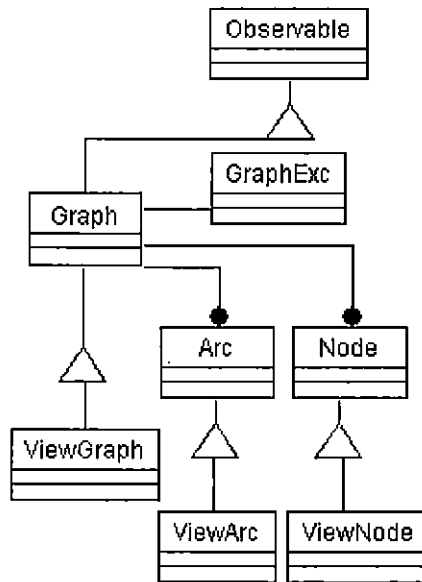 Observable
GraphExc
Graph
Arc
Node
ViewGraph
ViewArc
ViewNode